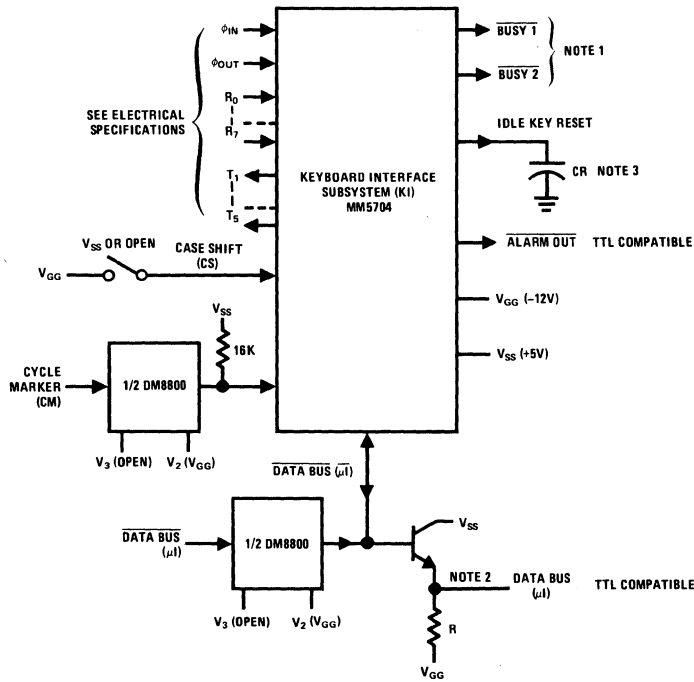 ϕIN
ϕOUT
R0
R7
T1
T5
SEE ELECTRICAL
SPECIFICATIONS
KEYBOARD INTERFACE
SUBSYSTEM (KI)
MM5704
BUSY 1
BUSY 2
NOTE 1
IDLE KEY RESET
CR NOTE 3
ALARM OUT TTL COMPATIBLE
VGG (−12V)
VSS (+5V)
VSS OR OPEN
VGG
CASE SHIFT
(CS)
VSS
16K
CYCLE
MARKER
(CM)
1/2 DM8800
V3 (OPEN) V2 (VGG)
DATA BUS (μI)
DATA BUS
(μI)
1/2 DM8800
V3 (OPEN) V2 (VGG)
VSS
NOTE 2
DATA BUS
(μI)
TTL COMPATIBLE
R
VGG